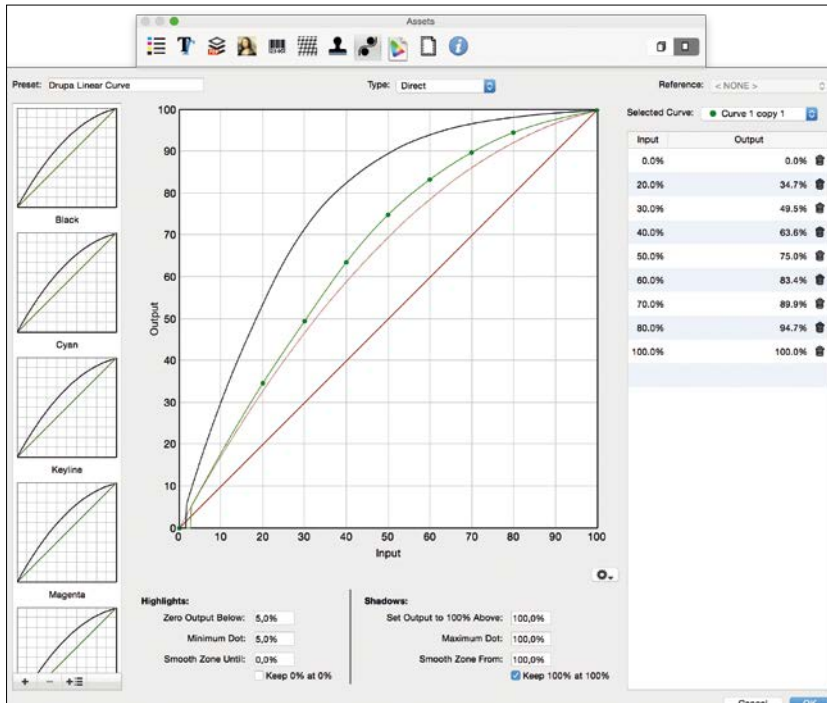 Assets
Preset: Drupa Linear Curve
Type: Direct
Reference: < NONE >
Selected Curve: Curve 1 copy 1
Input Output
0.0% 0.0%
20.0% 34.7%
30.0% 49.5%
40.0% 63.6%
50.0% 75.0%
60.0% 83.4%
70.0% 89.9%
80.0% 94.7%
100.0% 100.0%
Black
Cyan
Keyline
Magenta
100
90
80
70
60
50
40
30
20
10
0
Output
0 10 20 30 40 50 60 70 80 90 100
Input
Highlights:
Zero Output Below: 5,0%
Minimum Dot: 5,0%
Smooth Zone Until: 0,0%
Keep 0% at 0%
Shadows:
Set Output to 100% Above: 100,0%
Maximum Dot: 100,0%
Smooth Zone From: 100,0%
Keep 100% at 100%
Cancel OK